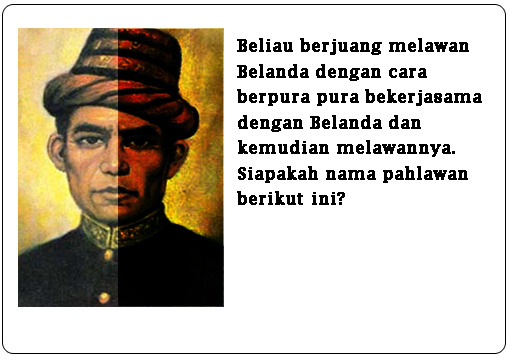 Beliau berjuang melawan
Belanda dengan cara
berpura pura bekerjasama
dengan Belanda dan
kemudian melawannya.
Siapakah nama pahlawan
berikut ini?